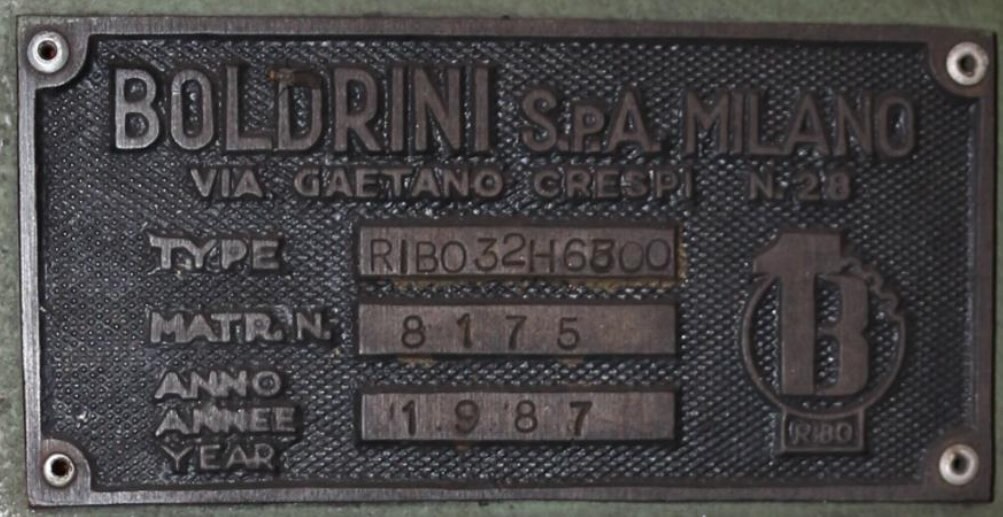 BOLDRINI S.P.A. MILANO
VIA. GAETANO CRESPI N. 28
TYPE RIBO32H6500
MATR. N. 8175
ANNO
ANNEE 1987
YEAR
B
RIBO